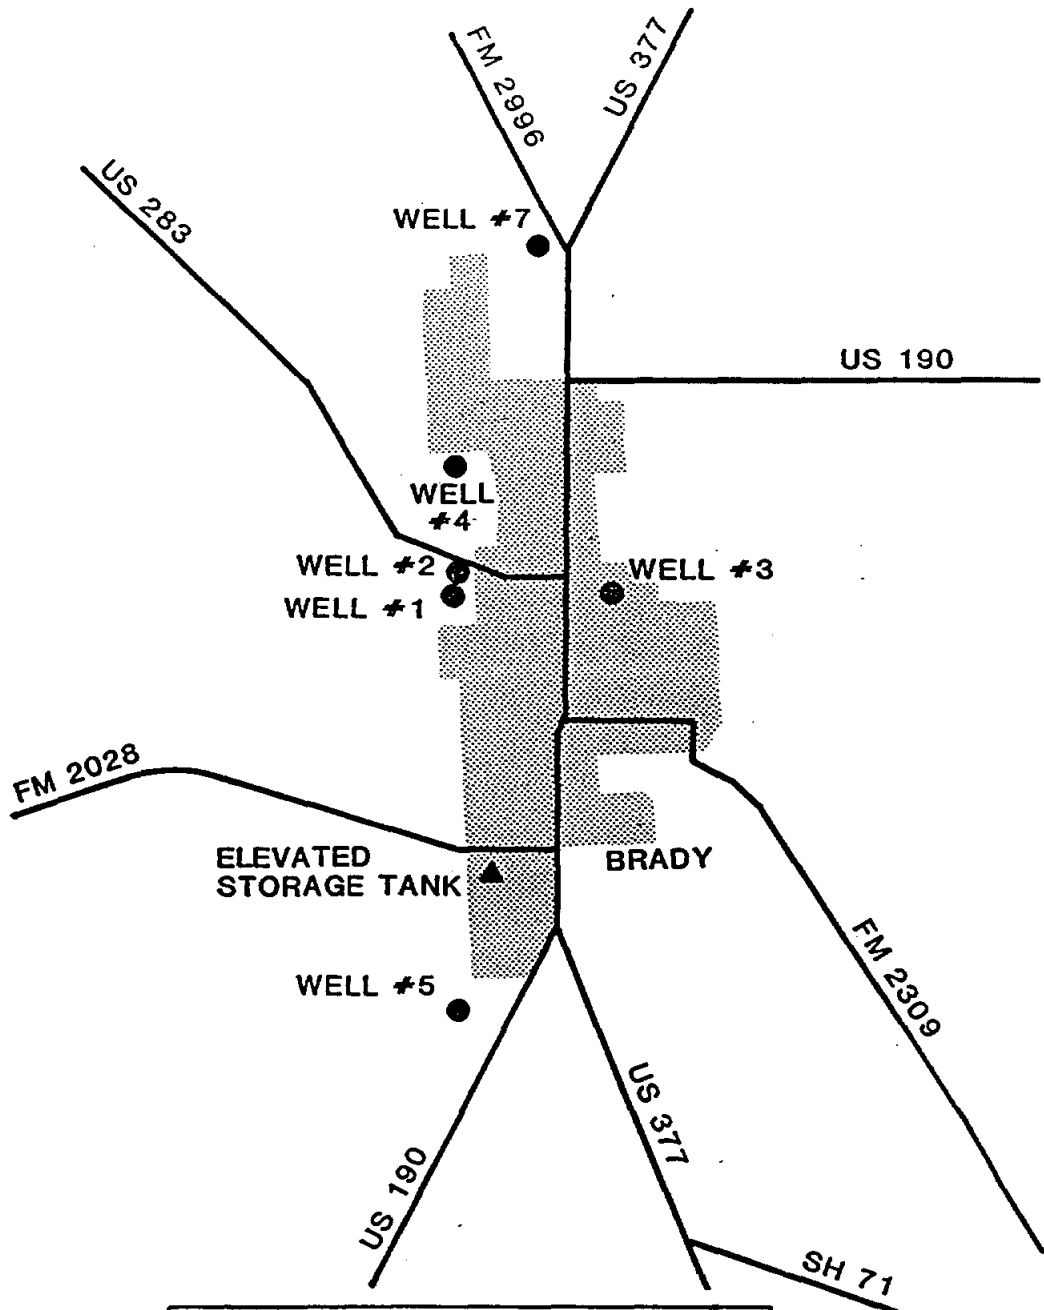 FM 2996
US 377
US 283
WELL #7
US 190
WELL
#4
WELL #2
WELL #3
WELL #1
FM 2028
ELEVATED
STORAGE TANK
BRADY
WELL #5
FM 2309
US 377
US 190
SH 71